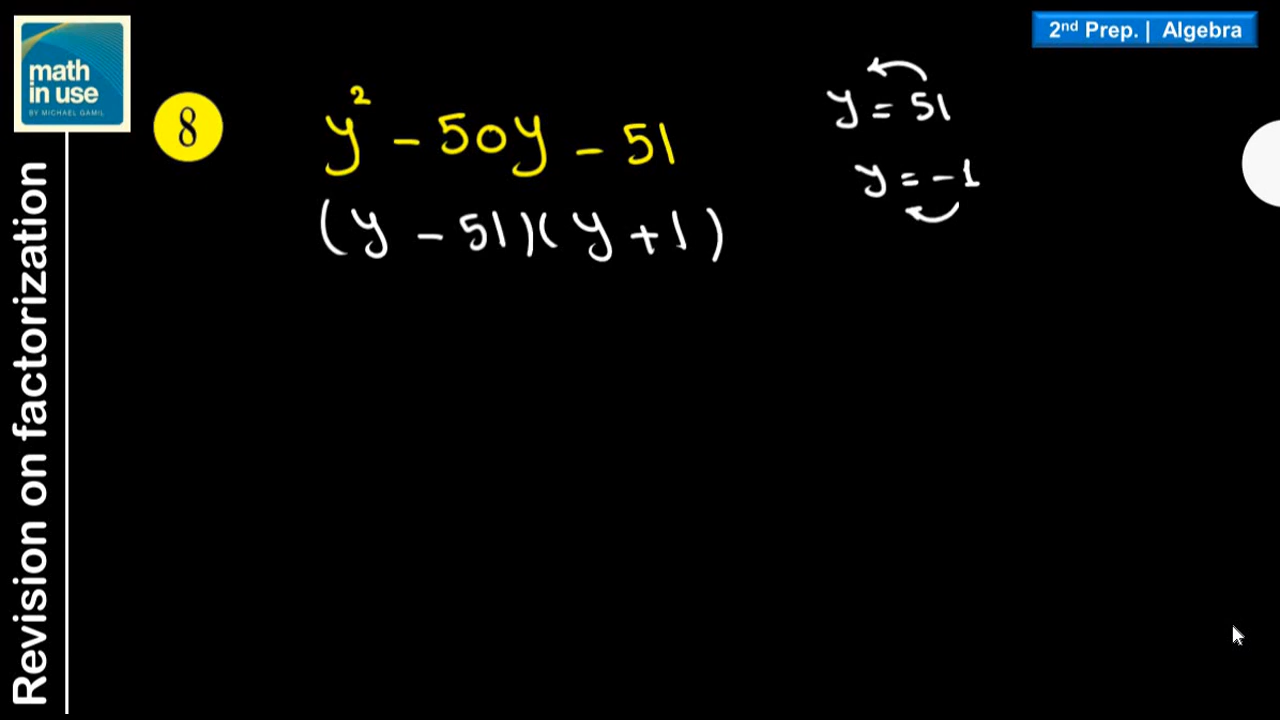 math
in use
BY MICHAEL GAMIL
2nd Prep. | Algebra
Revision on factorization
8
y² - 50y - 51
(y - 51)(y + 1)
y = 51
y = -1